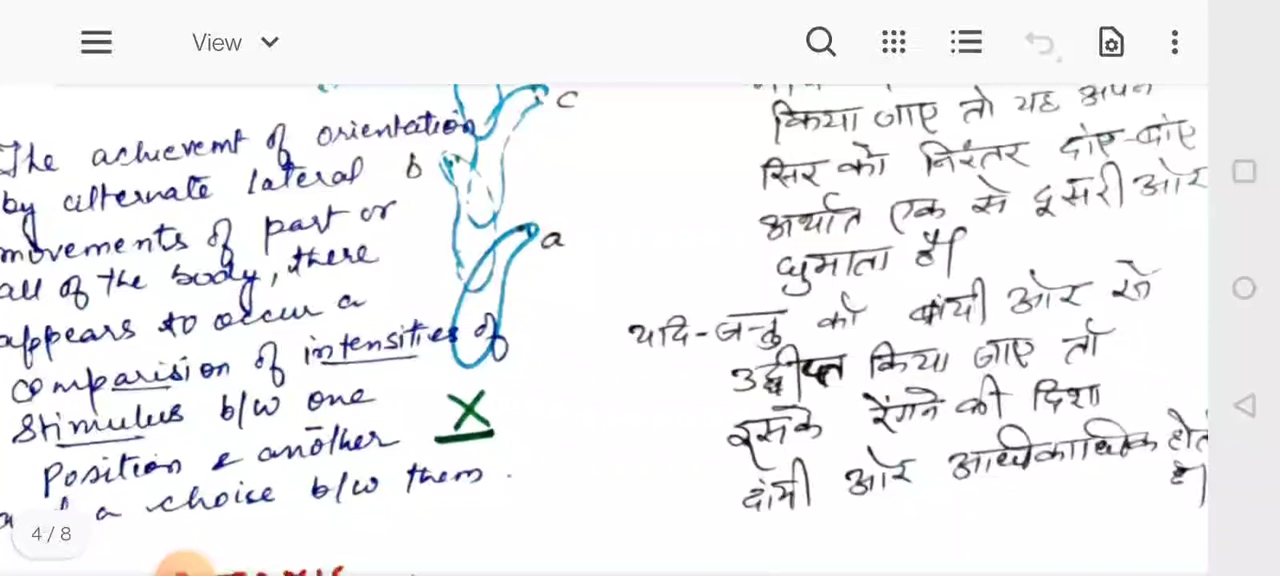 View
c
The achievemt of orientation
by alternate lateral
b
movements of part or
a
all of the body, there
appears to occur a
comparision of intensities of
Stimulus b/w one
X
Position & another
a choice b/w them.
4 / 8
किया जाए तो यह अपने
सिर को निरंतर दांए-बांए
अर्थात एक से दूसरी ओर
घुमाता है।
यदि-जन्तु को बांयी ओर से
उद्दीप्त किया जाए तो
इसके रेंगने की दिशा
दांयी ओर अधिकाधिक होती
है।